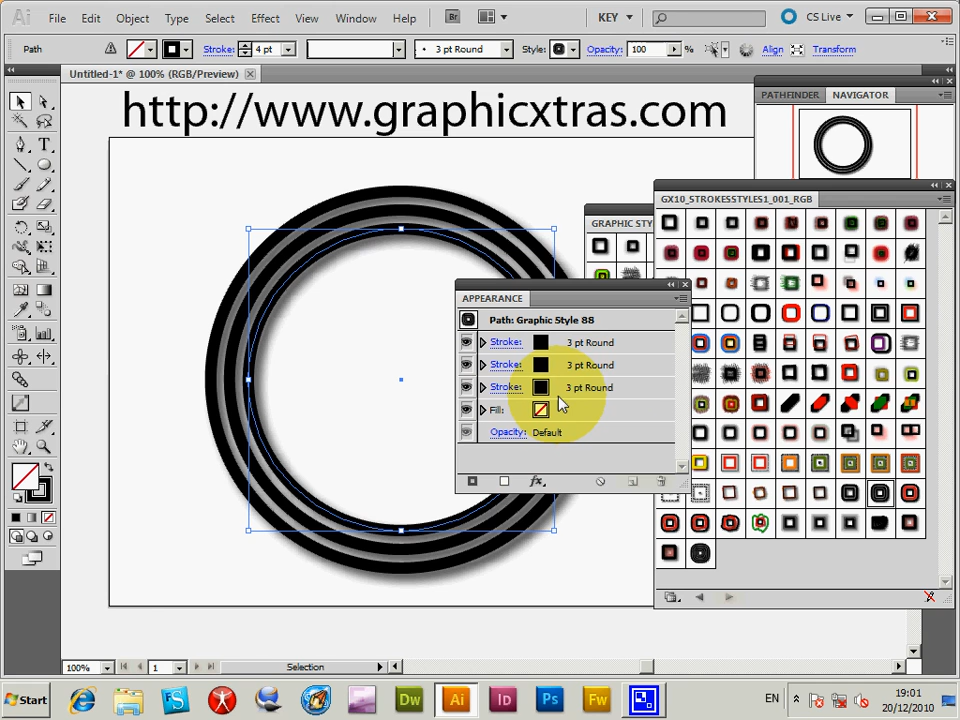 Ai File Edit Object Type Select Effect View Window Help Br KEY CS Live
Path Stroke: 4 pt 3 pt Round Style: Opacity: 100 Align Transform
Untitled-1* @ 100% (RGB/Preview)
http://www.graphicxtras.com
PATHFINDER NAVIGATOR
GX10_STROKESSTYLES1_001_RGB
GRAPHIC STY
APPEARANCE
Path: Graphic Style 88
Stroke: 3 pt Round
Stroke: 3 pt Round
Stroke: 3 pt Round
Fill:
Opacity: Default
fx
100% 1 Selection
Start Dw Ai Id Ps Fw EN 19:01
20/12/2010